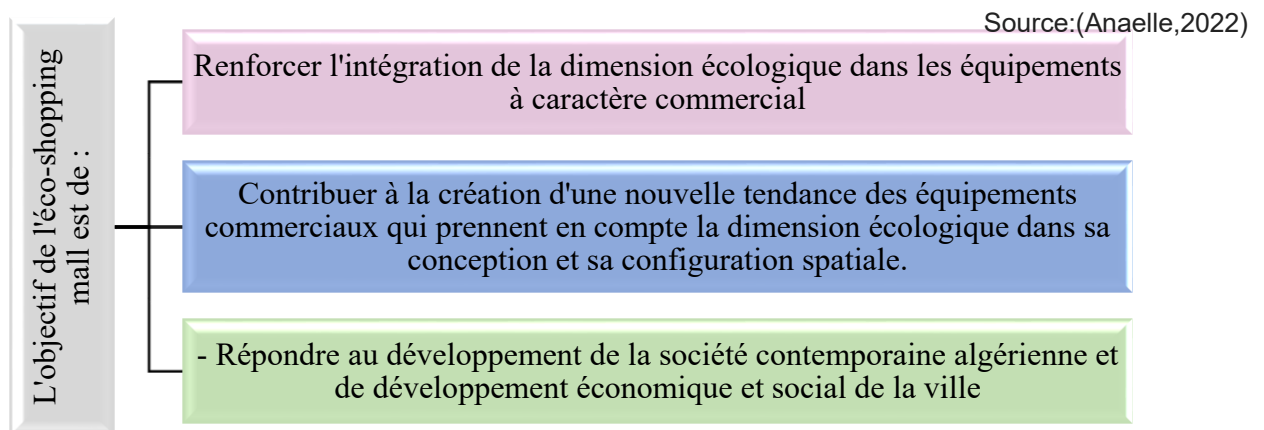 Source:(Anaelle,2022)
L'objectif de l'éco-shopping
mall est de :
Renforcer l'intégration de la dimension écologique dans les équipements
à caractère commercial
Contribuer à la création d'une nouvelle tendance des équipements
commerciaux qui prennent en compte la dimension écologique dans sa
conception et sa configuration spatiale.
- Répondre au développement de la société contemporaine algérienne et
de développement économique et social de la ville